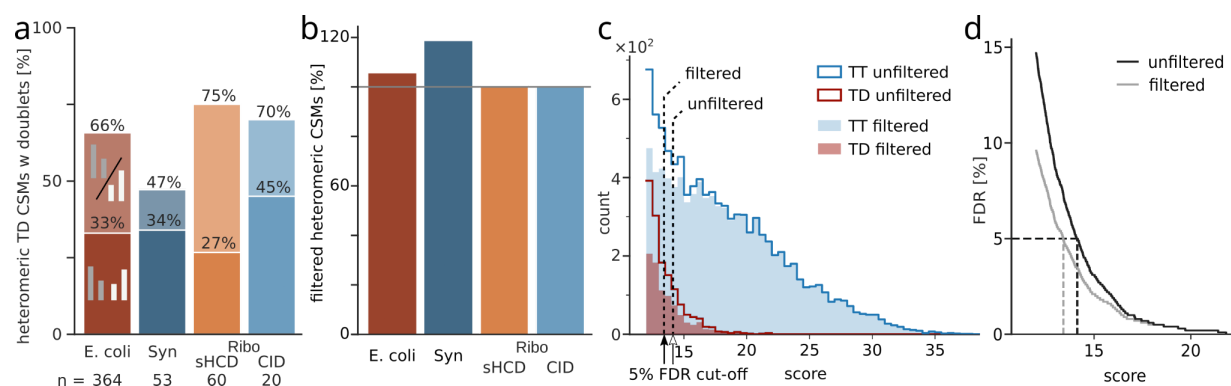 a
heteromeric TD CSMs w doublets [%]
100
50
0
66%
33%
47%
34%
75%
27%
70%
45%
E. coli
Syn
Ribo
sHCD
CID
n = 364
53
60
20
b
filtered heteromeric CSMs [%]
120
60
0
E. coli
Syn
Ribo
sHCD
CID
c
×10²
count
6
4
2
0
filtered
unfiltered
TT unfiltered
TD unfiltered
TT filtered
TD filtered
15
20
25
30
35
5% FDR cut-off
score
d
FDR [%]
15
10
5
0
unfiltered
filtered
15
20
score